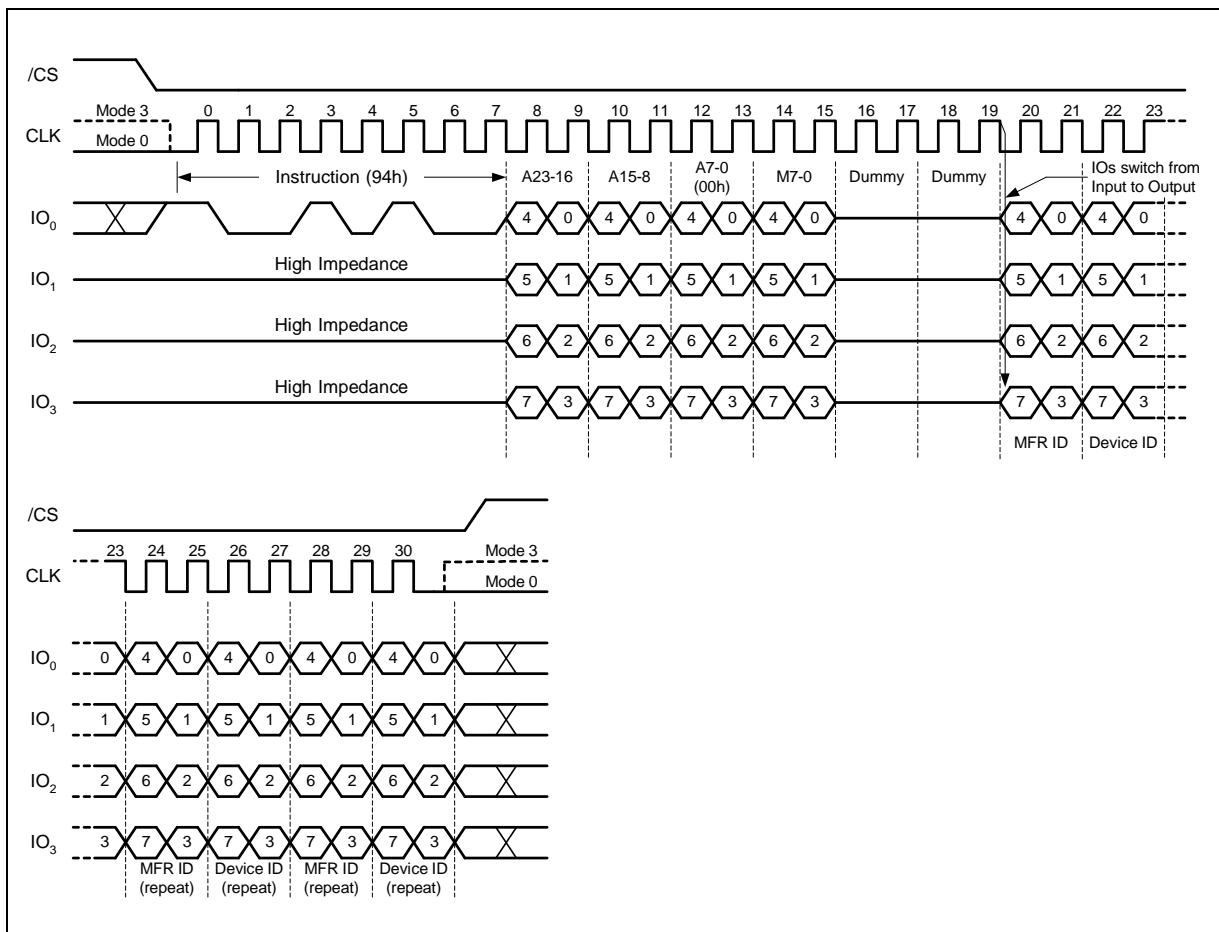 /CS
Mode 3 0 1 2 3 4 5 6 7 8 9 10 11 12 13 14 15 16 17 18 19 20 21 22 23
CLK Mode 0
Instruction (94h) A23-16 A15-8 A7-0 (00h) M7-0 Dummy Dummy IOs switch from Input to Output
IO0 4 0 4 0 4 0 4 0 4 0 4 0
High Impedance
IO1 5 1 5 1 5 1 5 1 5 1 5 1
High Impedance
IO2 6 2 6 2 6 2 6 2 6 2 6 2
High Impedance
IO3 7 3 7 3 7 3 7 3 7 3 7 3
MFR ID Device ID
/CS
23 24 25 26 27 28 29 30 Mode 3
CLK Mode 0
IO0 0 4 0 4 0 4 0 4 0
IO1 1 5 1 5 1 5 1 5 1
IO2 2 6 2 6 2 6 2 6 2
IO3 3 7 3 7 3 7 3 7 3
MFR ID Device ID MFR ID Device ID
(repeat) (repeat) (repeat) (repeat)